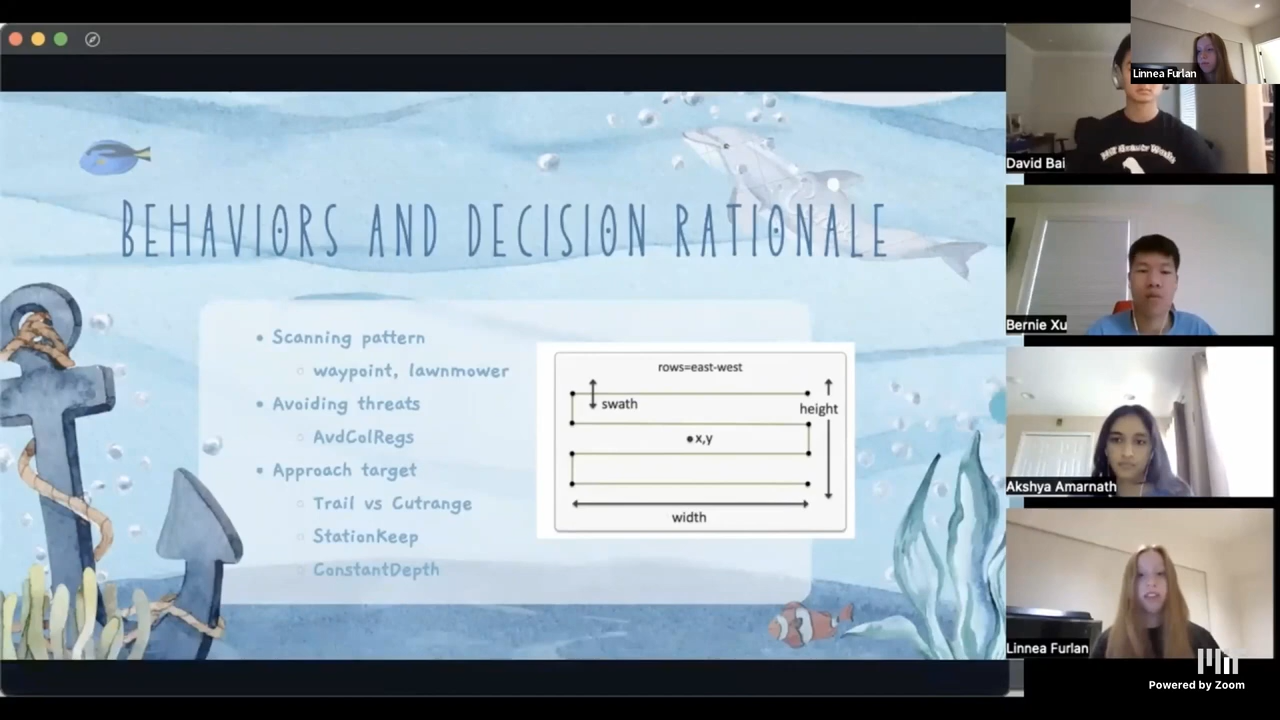 BEHAVIORS AND DECISION RATIONALE
• Scanning pattern
○ waypoint, lawnmower
• Avoiding threats
○ AvdColRegs
• Approach target
○ Trail vs Cutrange
○ StationKeep
○ ConstantDepth
rows=east-west
swath
height
x,y
width
Linnea Furlan
David Bai
Bernie Xu
Akshya Amarnath
Linnea Furlan
MIT
Powered by Zoom